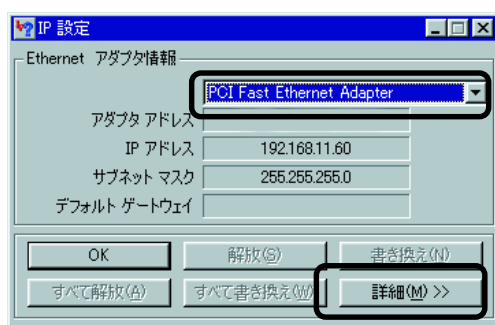 IP 設定
Ethernet アダプタ情報
PCI Fast Ethernet Adapter
アダプタ アドレス
IP アドレス 192.168.11.60
サブネット マスク 255.255.255.0
デフォルト ゲートウェイ
OK 解放(S) 書き換え(N)
すべて解放(A) すべて書き換え(W) 詳細(M) >>